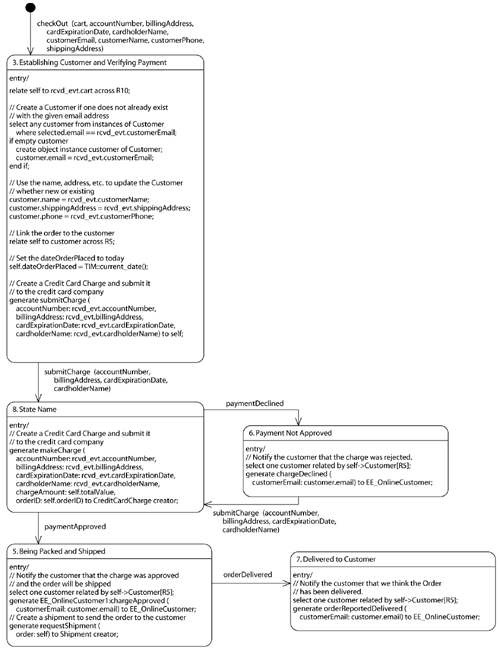 checkOut (cart, accountNumber, billingAddress,
cardExpirationDate, cardholderName,
customerEmail, customerName, customerPhone,
shippingAddress)
3. Establishing Customer and Verifying Payment
entry/
relate self to rcvd_evt.cart across R10;
// Create a Customer if one does not already exist
// with the given email address
select any customer from instances of Customer
where selected.email == rcvd_evt.customerEmail;
if empty customer
create object instance customer of Customer;
customer.email = rcvd_evt.customerEmail;
end if;
// Use the name, address, etc. to update the Customer
// whether new or existing
customer.name = rcvd_evt.customerName;
customer.shippingAddress = rcvd_evt.shippingAddress;
customer.phone = rcvd_evt.customerPhone;
// Link the order to the customer
relate self to customer across R5;
// Set the dateOrderPlaced to today
self.dateOrderPlaced = TIM::current_date();
// Create a Credit Card Charge and submit it
// to the credit card company
generate submitCharge (
accountNumber: rcvd_evt.accountNumber,
billingAddress: rcvd_evt.billingAddress,
cardExpirationDate: rcvd_evt.cardExpirationDate,
cardholderName: rcvd_evt.cardholderName) to self;
submitCharge (accountNumber,
billingAddress, cardExpirationDate,
cardholderName)
paymentDeclined
8. State Name
entry/
// Create a Credit Card Charge and submit it
// to the credit card company
generate makeCharge (
accountNumber: rcvd_evt.accountNumber,
billingAddress: rcvd_evt.billingAddress,
cardExpirationDate: rcvd_evt.cardExpirationDate,
cardholderName: rcvd_evt.cardholderName,
chargeAmount: self.totalValue,
orderID: self.orderID) to CreditCardCharge creator;
6. Payment Not Approved
entry/
// Notify the customer that the charge was rejected.
select one customer related by self->Customer[R5];
generate chargeDeclined (
customerEmail: customer.email) to EE_OnlineCustomer;
submitCharge (accountNumber,
billingAddress, cardExpirationDate,
cardholderName)
paymentApproved
5. Being Packed and Shipped
entry/
// Notify the customer that the charge was approved
// and the order will be shipped
select one customer related by self->Customer[R5];
generate EE_OnlineCustomer1:chargeApproved (
customerEmail: customer.email) to EE_OnlineCustomer;
// Create a shipment to send the order to the customer
generate requestShipment (
order: self) to Shipment creator;
orderDelivered
7. Delivered to Customer
entry/
// Notify the customer that we think the Order
// has been delivered.
select one customer related by self->Customer[R5];
generate orderReportedDelivered (
customerEmail: customer.email) to EE_OnlineCustomer;